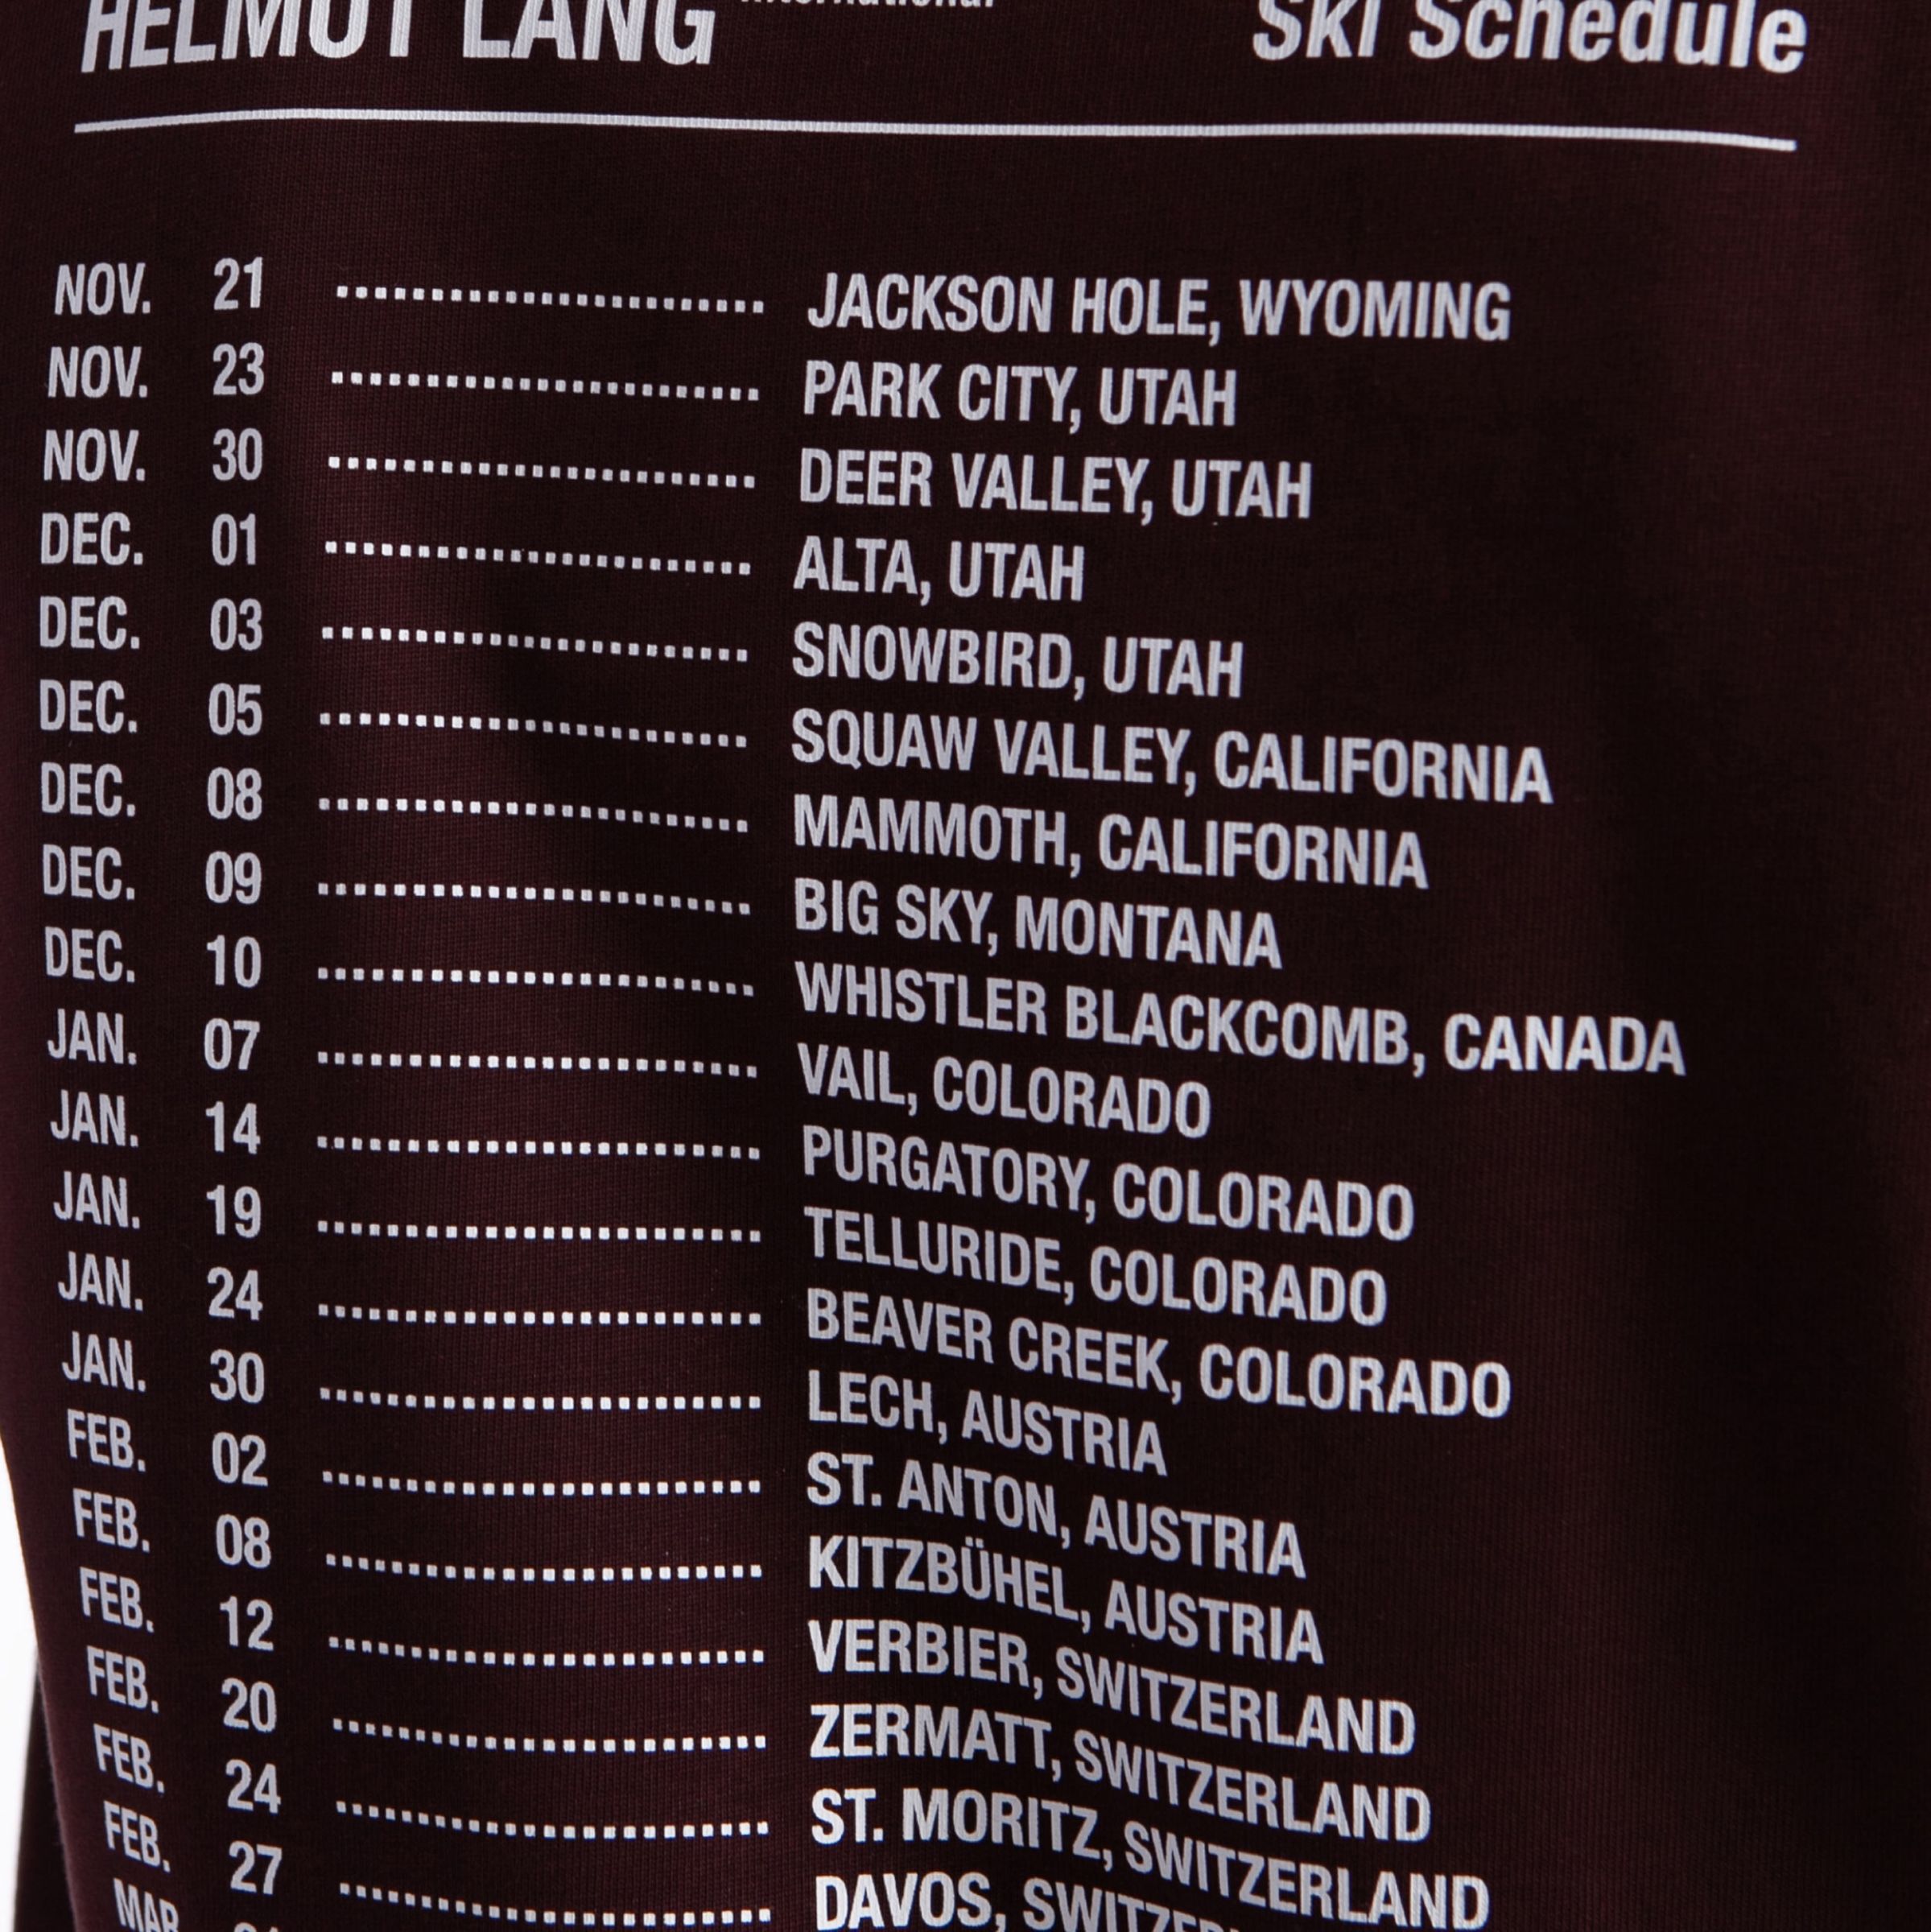 HELMUT LANG International Ski Schedule
NOV. 21 ........................ JACKSON HOLE, WYOMING
NOV. 23 ........................ PARK CITY, UTAH
NOV. 30 ........................ DEER VALLEY, UTAH
DEC. 01 ........................ ALTA, UTAH
DEC. 03 ........................ SNOWBIRD, UTAH
DEC. 05 ........................ SQUAW VALLEY, CALIFORNIA
DEC. 08 ........................ MAMMOTH, CALIFORNIA
DEC. 09 ........................ BIG SKY, MONTANA
DEC. 10 ........................ WHISTLER BLACKCOMB, CANADA
JAN. 07 ........................ VAIL, COLORADO
JAN. 14 ........................ PURGATORY, COLORADO
JAN. 19 ........................ TELLURIDE, COLORADO
JAN. 24 ........................ BEAVER CREEK, COLORADO
JAN. 30 ........................ LECH, AUSTRIA
FEB. 02 ........................ ST. ANTON, AUSTRIA
FEB. 08 ........................ KITZBÜHEL, AUSTRIA
FEB. 12 ........................ VERBIER, SWITZERLAND
FEB. 20 ........................ ZERMATT, SWITZERLAND
FEB. 24 ........................ ST. MORITZ, SWITZERLAND
FEB. 27 ........................ DAVOS,
MAR